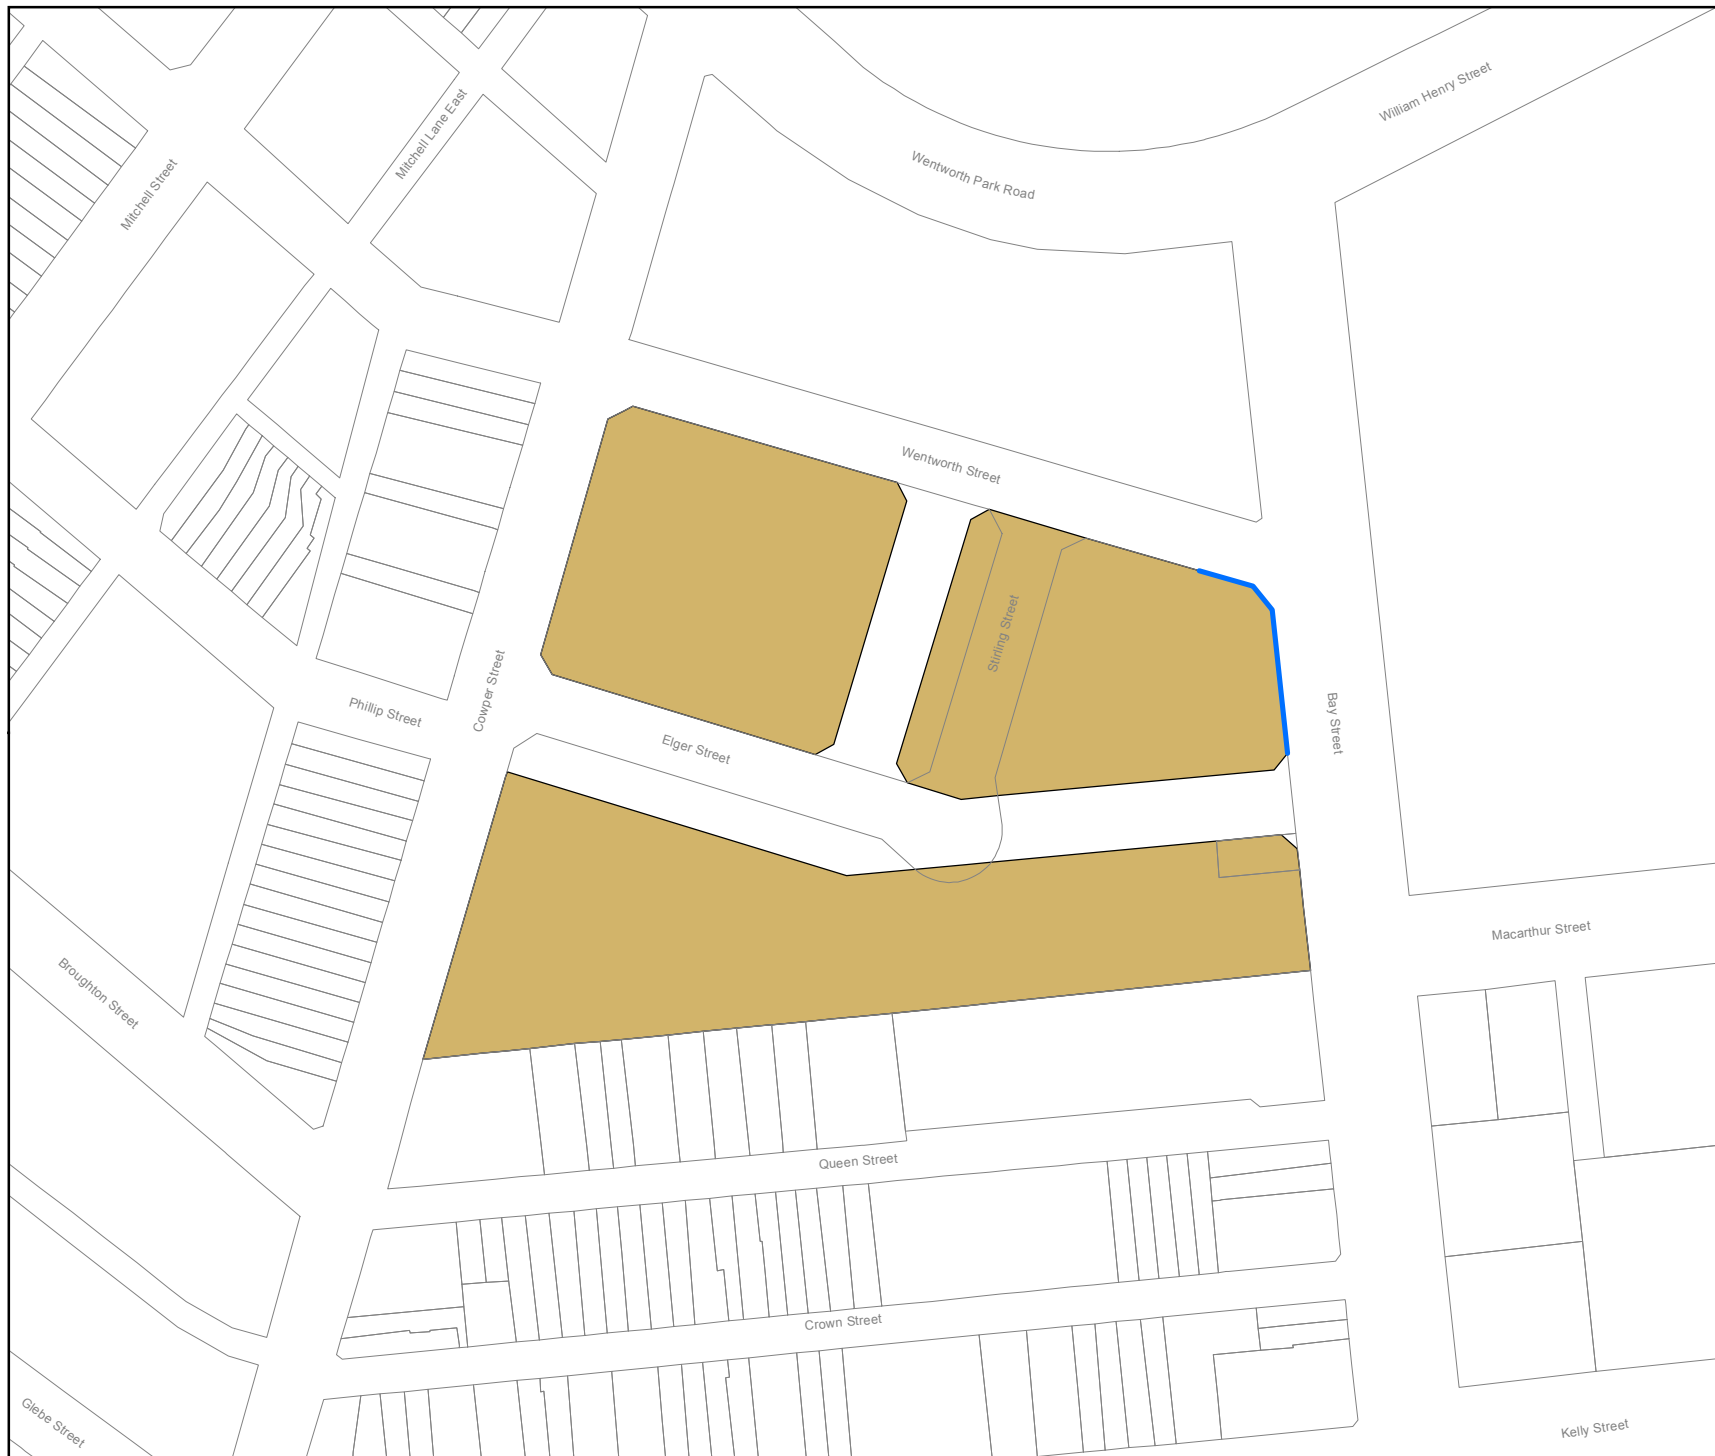 William Henry Street
Mitchell Lane East
Wentworth Park Road
Mitchell Street
Wentworth Street
Stirling Street
Cowper Street
Phillip Street
Bay Street
Elger Street
Macarthur Street
Broughton Street
Queen Street
Crown Street
Glebe Street
Kelly Street